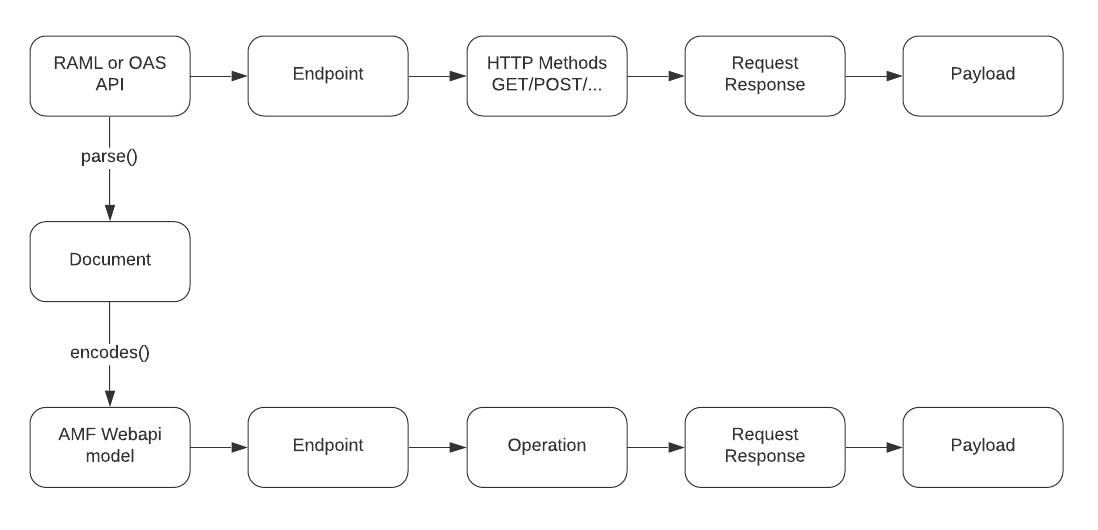 RAML or OAS
API
Endpoint
HTTP Methods
GET/POST/...
Request
Response
Payload
parse()
Document
encodes()
AMF Webapi
model
Endpoint
Operation
Request
Response
Payload